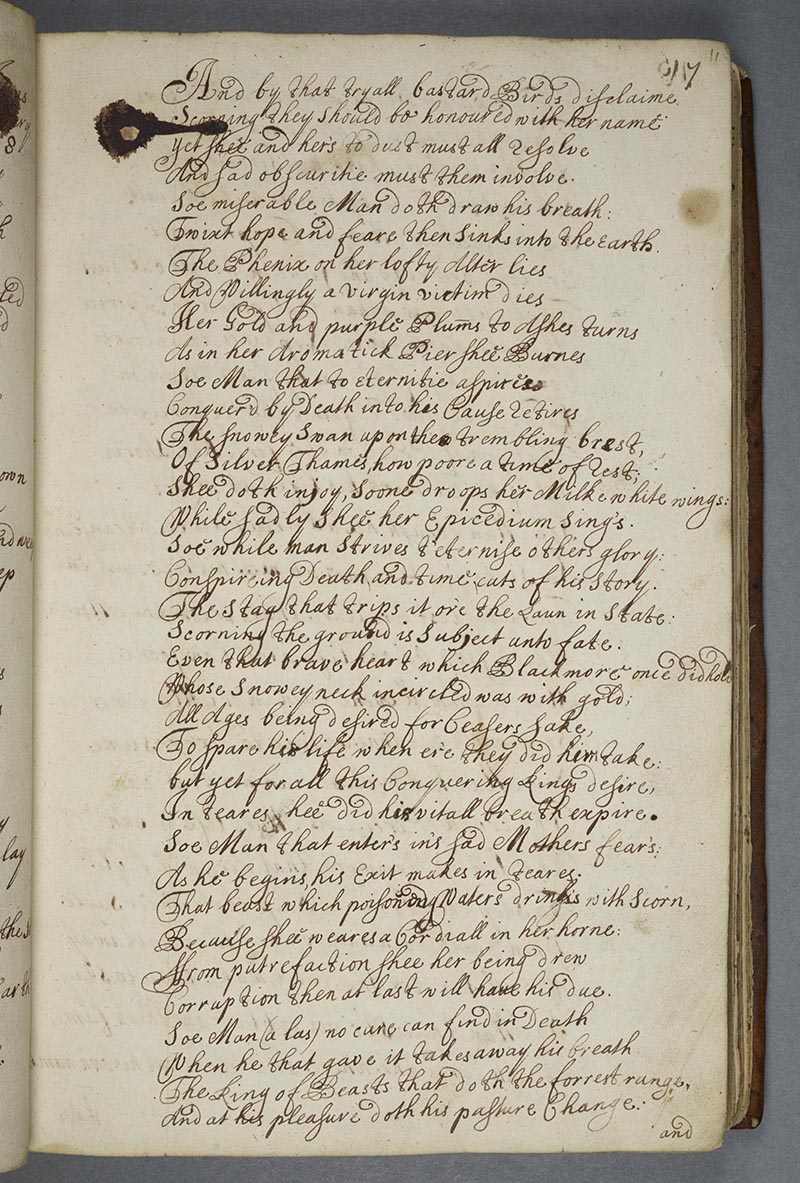 17
And by that tryall bastard Birds disclaime
Scorning they should be honoured with her name
yet shee and hers to dust must all resolve
And sad obscuritie must them involve.
Soe miserable Man doth draw his breath:
Twixt hope and feare then sinks into the Earth.
The Phenix on her lofty Alter lies
And Willingly a virgin victim dies
Her Gold and purple Plums to Ashes turns
As in her Aromatick Pier shee Burnes
Soe Man that to Eternitie aspires
Conquerd by Death into his Cause retires
The snowey Swan upon the trembling brest,
Of Silver Thames, how poore a time of rest;
Shee doth injoy, soone droops her Milke white wings:
While sadly Shee her Epicedium Sings.
Soe while man Strives t'eternise others glory:
Conspireing Death and time cuts of his Story.
The Stag that trips it ore the Laun in State:
Scorning the ground is Subject unto fate.
Even that brave heart which Blackmore once did hold
Whose Snowey neck incircled was with gold;
All Ages being desired for Ceasers sake,
To spare his life when ere they did him take:
but yet for all this Conquering Kings desire,
In teares hee did his vitall breath expire.
Soe Man that enters in's sad Mothers fears:
As he begins, his Exit makes in teares.
That beast which poisoned Waters drinks with Scorn,
Because shee weares a Cordiall in her horne:
As from putrefaction shee her being drew
Corruption then at last will have his due.
Soe Man (alas) no cure can find in Death
When he that gave it takes away his breath
The King of Beasts that doth the forrest range,
And at his pleasure doth his pasture Change:
and